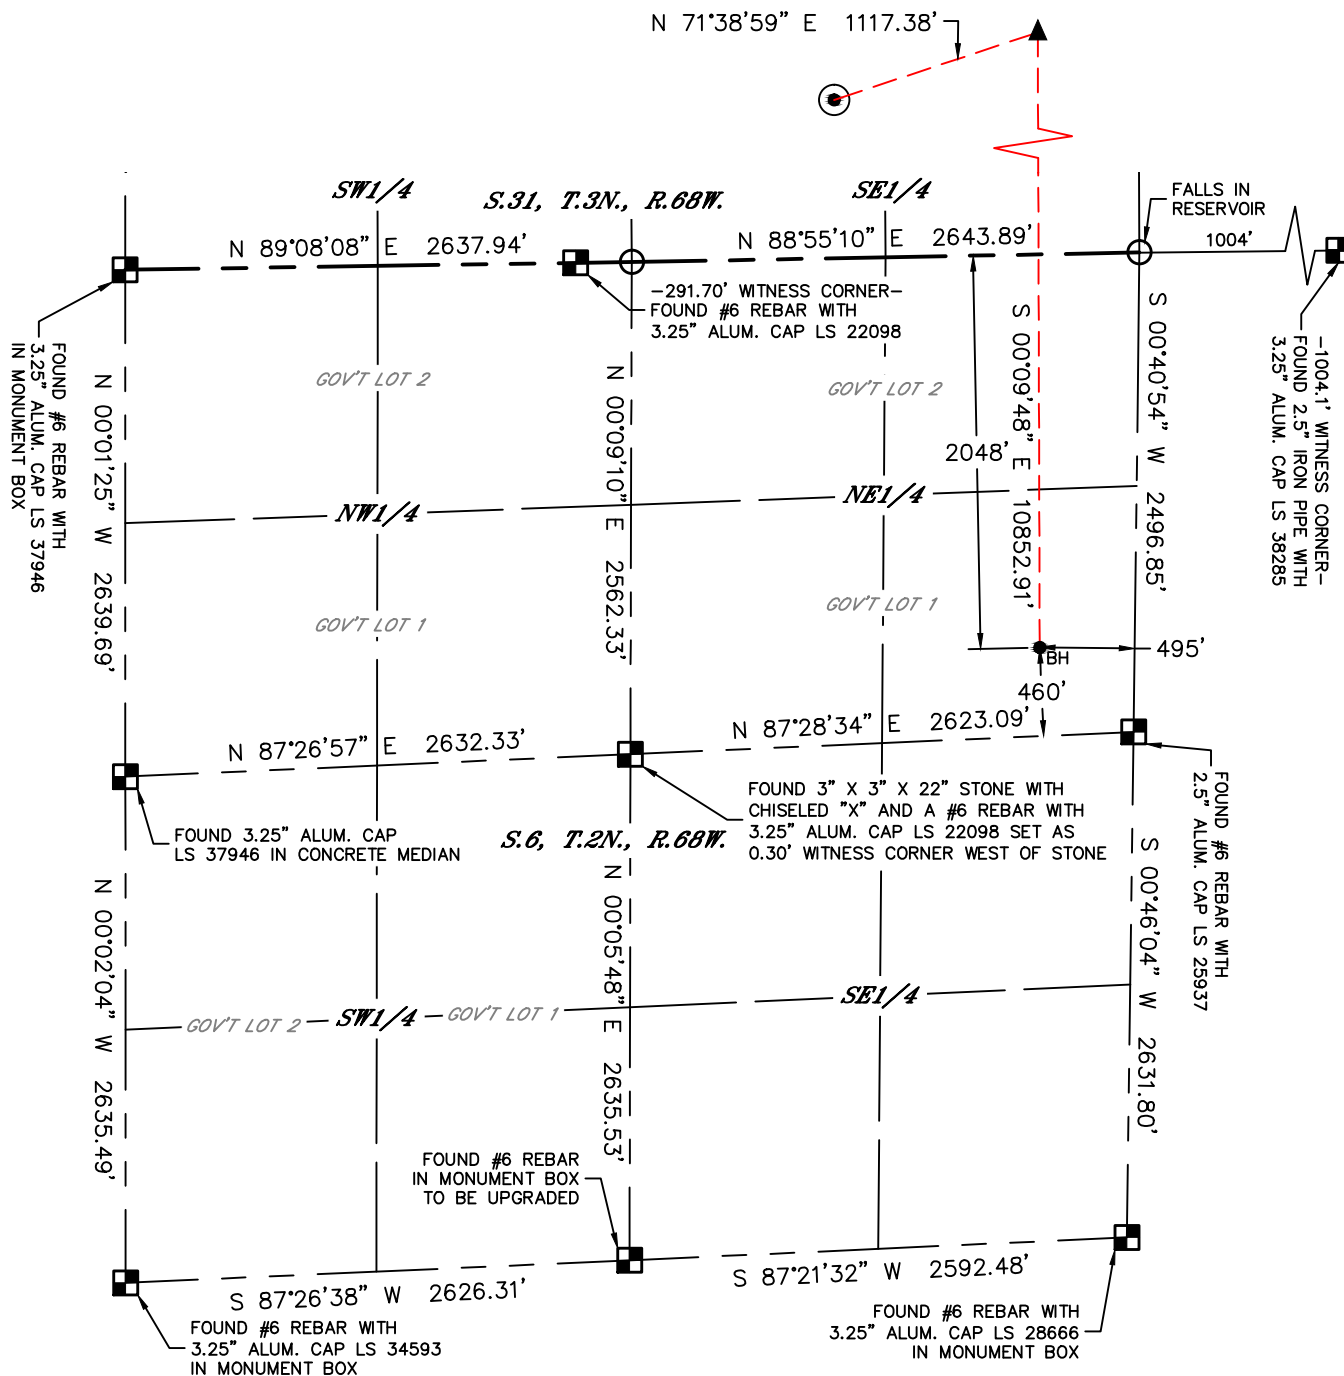 N 71°38'59" E 1117.38'
SW1/4
S.31, T.3N., R.68W.
SE1/4
FALLS IN
RESERVOIR
N 89°08'08" E 2637.94'
N 88°55'10" E 2643.89'
1004'
-291.70' WITNESS CORNER-
FOUND #6 REBAR WITH
3.25" ALUM. CAP LS 22098
-1004.1' WITNESS CORNER-
FOUND 2.5" IRON PIPE WITH
3.25" ALUM. CAP LS 38285
FOUND #6 REBAR WITH
3.25" ALUM. CAP LS 37946
IN MONUMENT BOX
N 00°01'25" W 2639.69'
GOV'T LOT 2
N 00°09'10" E 2562.33'
GOV'T LOT 2
2048'
S 00°09'48" E 10852.91'
S 00°40'54" W 2496.85'
NW1/4
NE1/4
GOV'T LOT 1
GOV'T LOT 1
BH
495'
460'
N 87°26'57" E 2632.33'
N 87°28'34" E 2623.09'
FOUND 3.25" ALUM. CAP
LS 37946 IN CONCRETE MEDIAN
S.6, T.2N., R.68W.
FOUND 3" X 3" X 22" STONE WITH
CHISELED "X" AND A #6 REBAR WITH
3.25" ALUM. CAP LS 22098 SET AS
0.30' WITNESS CORNER WEST OF STONE
FOUND #6 REBAR WITH
2.5" ALUM. CAP LS 25937
N 00°02'04" W 2635.49'
N 00°05'48" E 2635.53'
S 00°46'04" W 2631.80'
GOV'T LOT 2
SW1/4
GOV'T LOT 1
SE1/4
FOUND #6 REBAR
IN MONUMENT BOX
TO BE UPGRADED
S 87°26'38" W 2626.31'
S 87°21'32" W 2592.48'
FOUND #6 REBAR WITH
3.25" ALUM. CAP LS 34593
IN MONUMENT BOX
FOUND #6 REBAR WITH
3.25" ALUM. CAP LS 28666
IN MONUMENT BOX